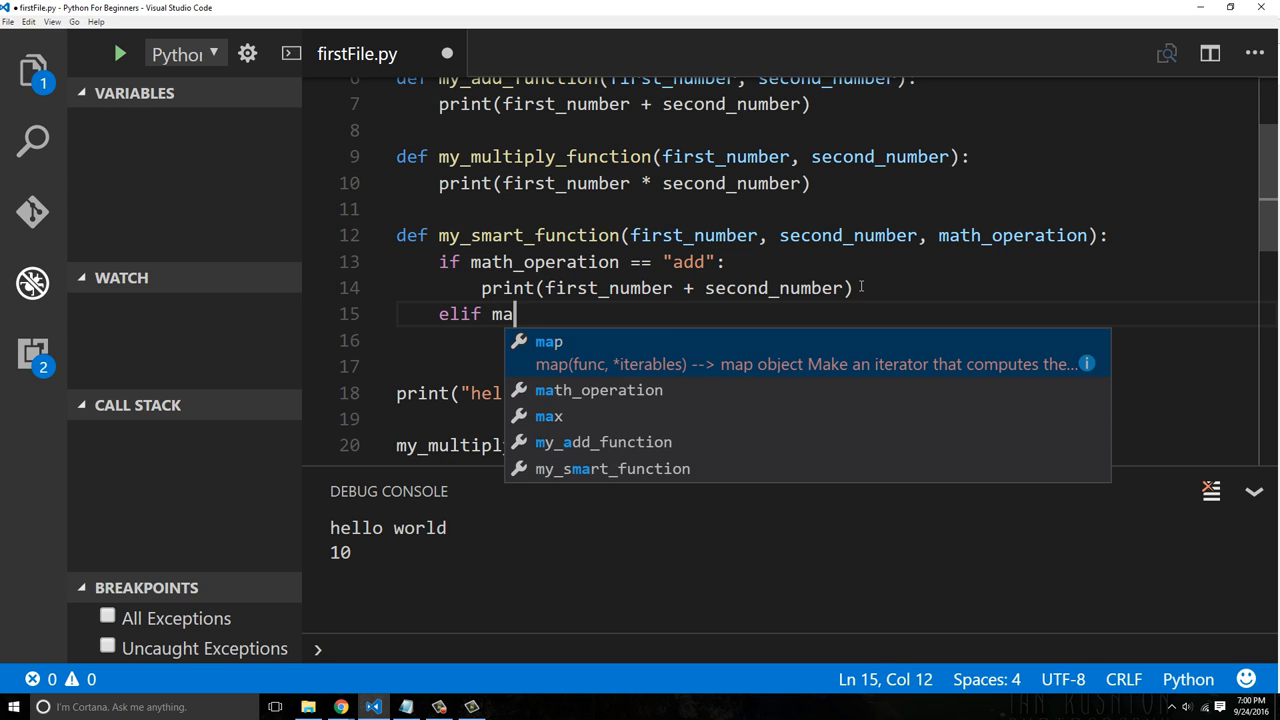 ● firstFile.py - Python For Beginners - Visual Studio Code
File Edit View Go Help
Python
firstFile.py
1
2
VARIABLES
WATCH
CALL STACK
BREAKPOINTS
All Exceptions
Uncaught Exceptions
6 def my_add_function(first_number, second_number):
7 print(first_number + second_number)
8
9 def my_multiply_function(first_number, second_number):
10 print(first_number * second_number)
11
12 def my_smart_function(first_number, second_number, math_operation):
13 if math_operation == "add":
14 print(first_number + second_number)
15 elif ma
16
17
18 print("hel
19
20 my_multipl
map
map(func, *iterables) --> map object Make an iterator that computes the...
math_operation
max
my_add_function
my_smart_function
DEBUG CONSOLE
hello world
10
0 0
Ln 15, Col 12 Spaces: 4 UTF-8 CRLF Python
I'm Cortana. Ask me anything.
7:00 PM
9/24/2016